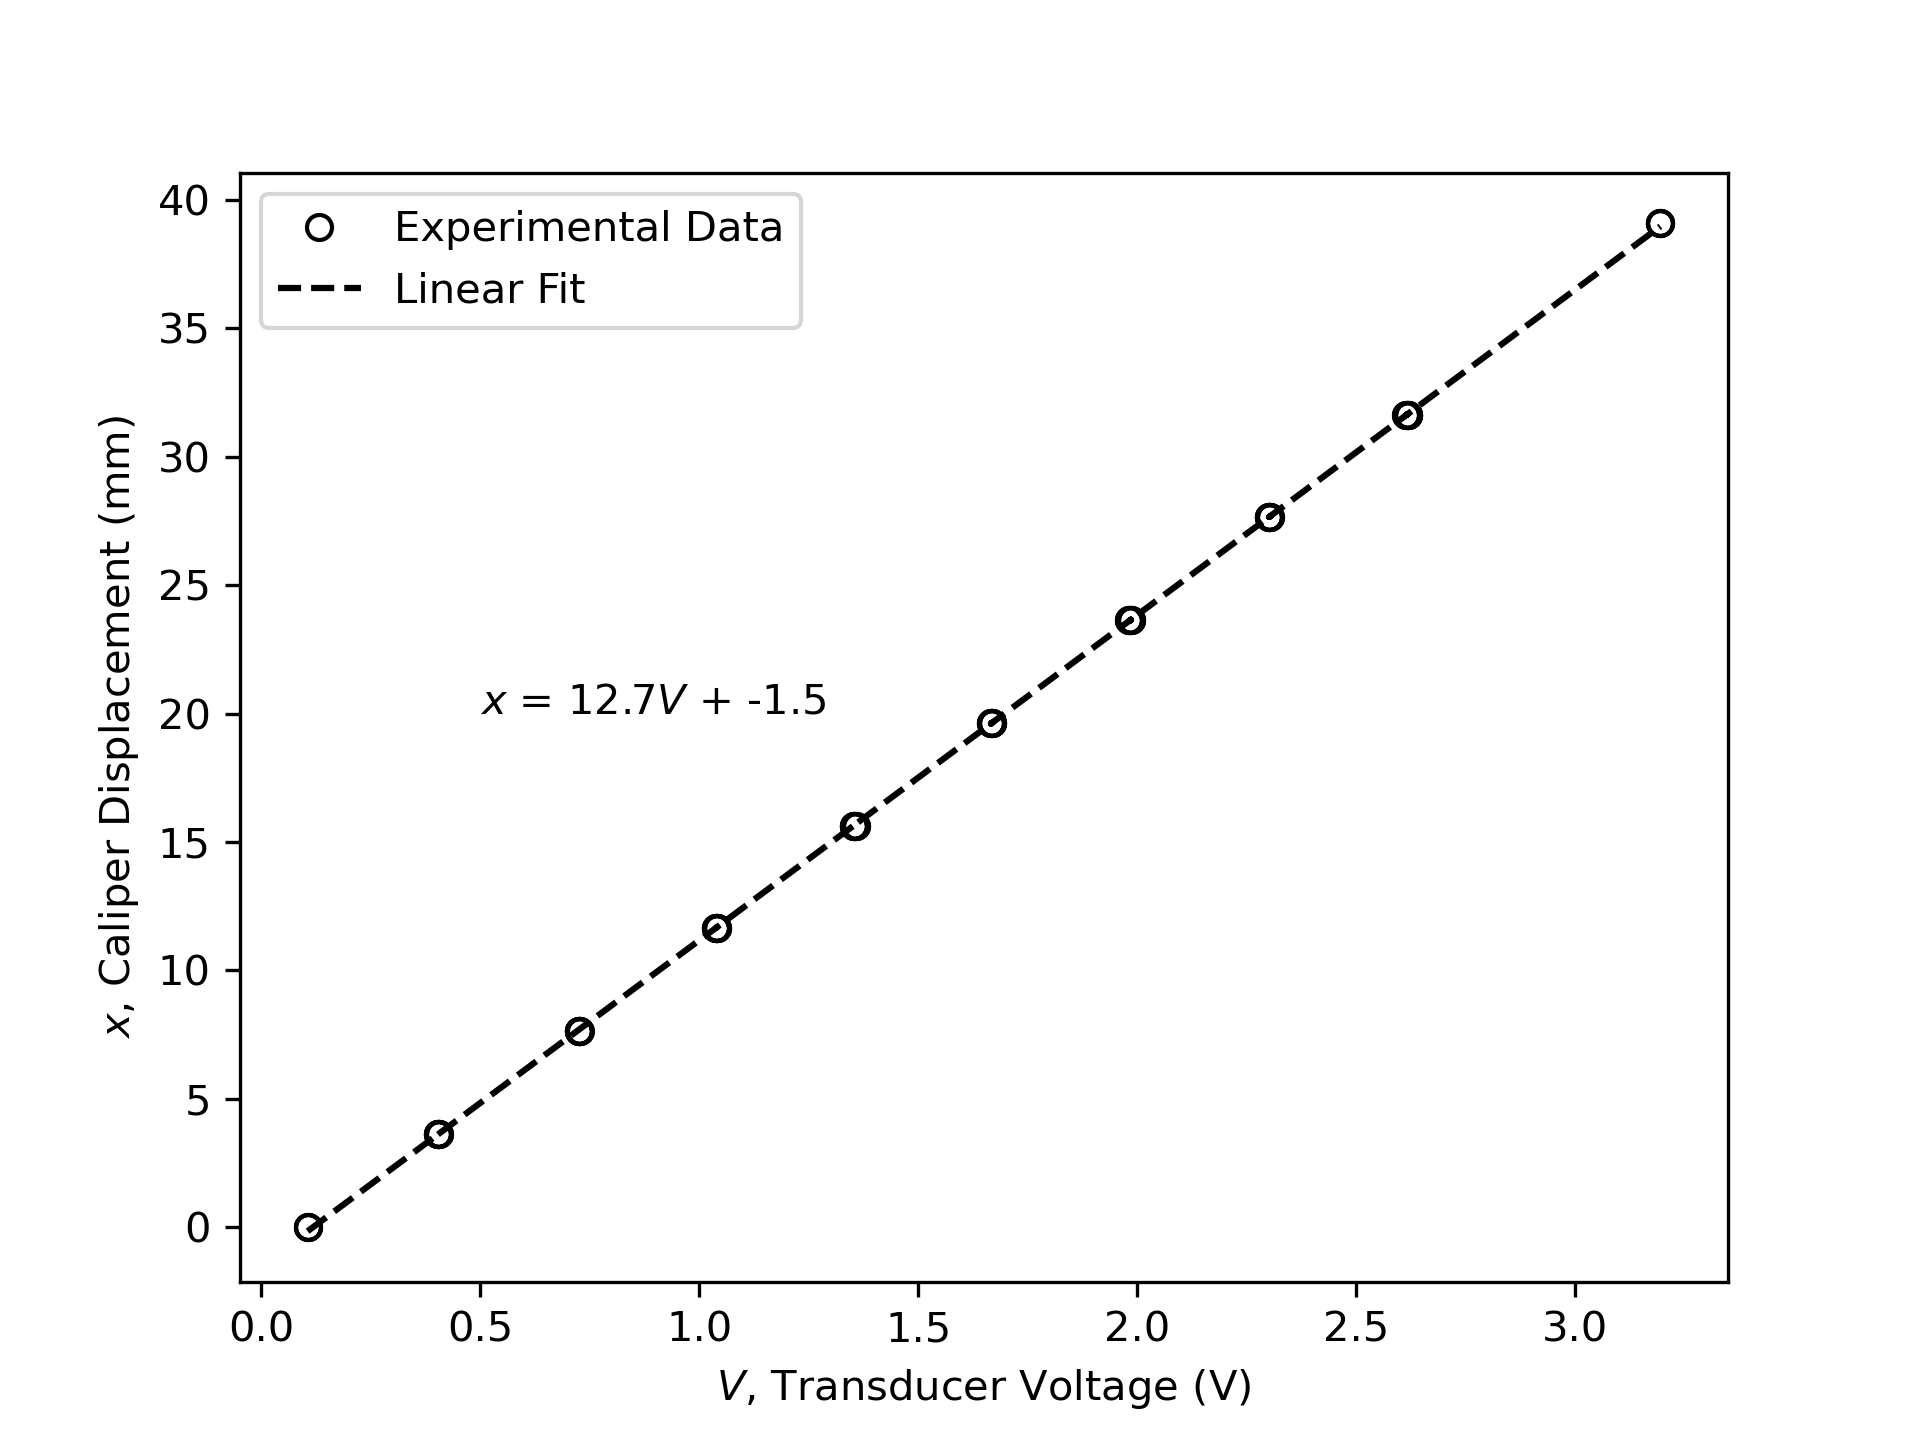 Experimental Data
Linear Fit
x = 12.7V + -1.5
x, Caliper Displacement (mm)
40
35
30
25
20
15
10
5
0
0.0 0.5 1.0 1.5 2.0 2.5 3.0
V, Transducer Voltage (V)